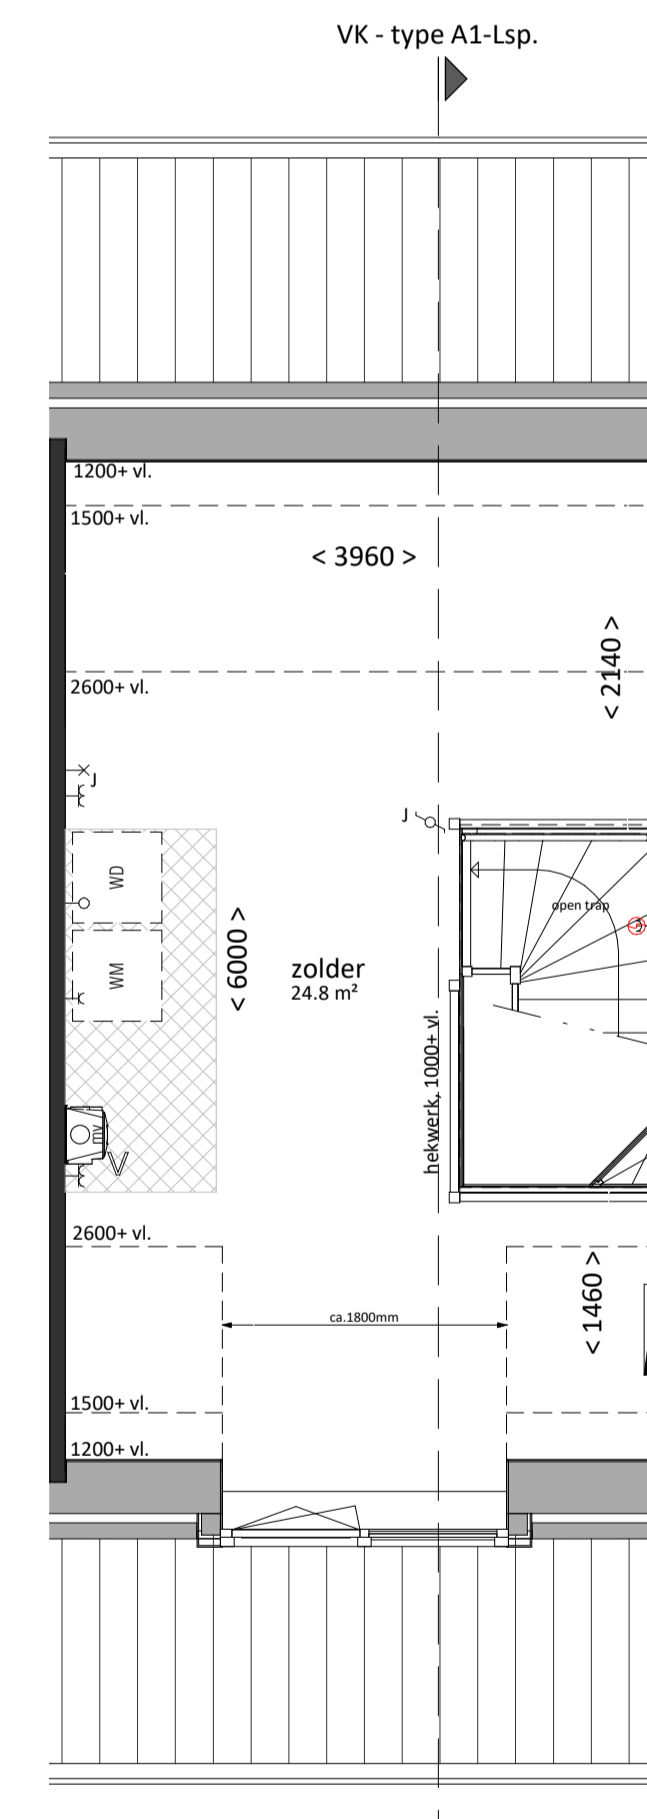 VK - type A1-Lsp.
1200+ vl.
1500+ vl.
< 3960 >
< 2140 >
2600+ vl.
J
J
WD
open trap
WM
< 6000 >
zolder
24.8 m²
hekwerk, 1000+ vl.
mv
2600+ vl.
< 1460 >
ca.1800mm
1500+ vl.
1200+ vl.